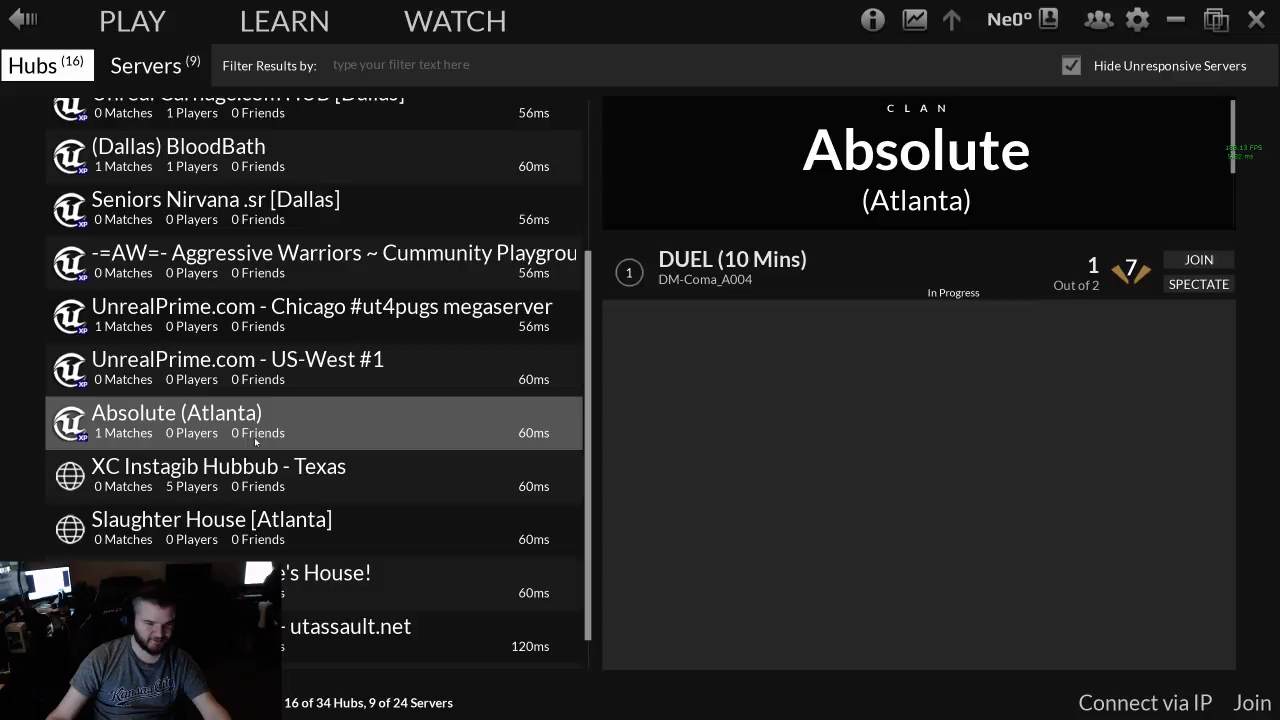 PLAY LEARN WATCH Ne0°
Hubs (16) Servers (9) Filter Results by: type your filter text here Hide Unresponsive Servers
Unreal Carnage.com HUB [Dallas]
0 Matches 1 Players 0 Friends 56ms
(Dallas) BloodBath
1 Matches 1 Players 0 Friends 60ms
Seniors Nirvana .sr [Dallas]
0 Matches 0 Players 0 Friends 56ms
-=AW=- Aggressive Warriors ~ Cummunity Playgrou
0 Matches 0 Players 0 Friends 56ms
UnrealPrime.com - Chicago #ut4pugs megaserver
1 Matches 0 Players 0 Friends 56ms
UnrealPrime.com - US-West #1
0 Matches 0 Players 0 Friends 60ms
Absolute (Atlanta)
1 Matches 0 Players 0 Friends 60ms
XC Instagib Hubbub - Texas
0 Matches 5 Players 0 Friends 60ms
Slaughter House [Atlanta]
0 Matches 0 Players 0 Friends 60ms
e's House!
60ms
- utassault.net
120ms
16 of 34 Hubs, 9 of 24 Servers
CLAN
Absolute
(Atlanta)
1 DUEL (10 Mins) 1 7 JOIN
DM-Coma_A004 In Progress Out of 2 SPECTATE
Connect via IP Join